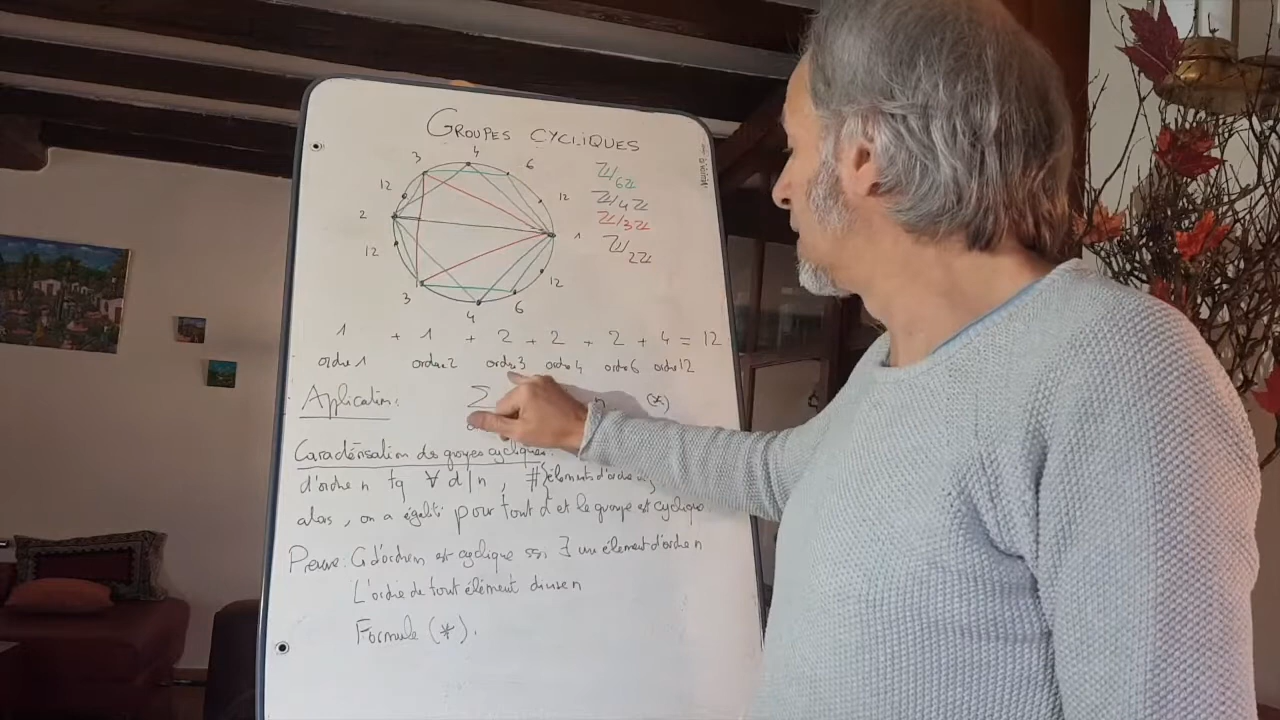 GROUPES CYCLIQUES
3 4 6
12 12
2 1
12 12
3 4 6
Z/6Z
Z/4Z
Z/3Z
Z/2Z
1 + 1 + 2 + 2 + 2 + 4 = 12
ordre 1 ordre 2 ordre 3 ordre 4 ordre 6 ordre 12
Application: Σ n (*)
Caractérisation des groupes cycliques:
d'ordre n tq ∀ d|n, #{éléments d'ordre
alors, on a égalité pour tout d et le groupe est cyclique.
Preuve: G d'ordre n est cyclique ssi ∃ un élément d'ordre n
L'ordre de tout élément divise n
Formule (*).